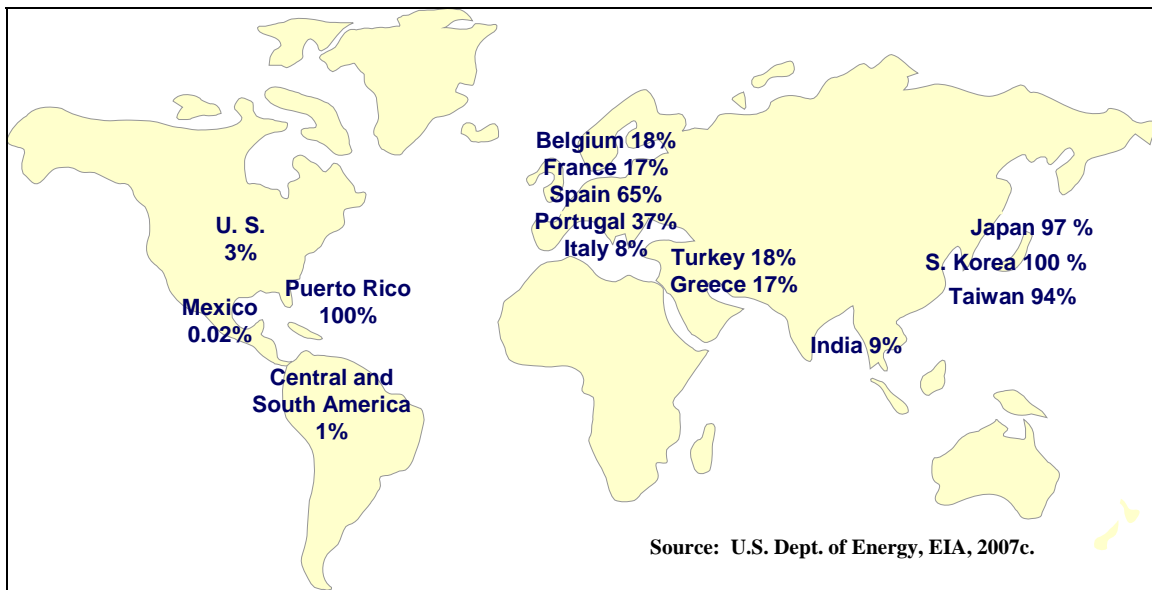 Belgium 18%
France 17%
Spain 65%
Portugal 37%
Italy 8%
U. S.
3%
Turkey 18%
Greece 17%
Japan 97 %
S. Korea 100 %
Taiwan 94%
Puerto Rico
100%
Mexico
0.02%
India 9%
Central and
South America
1%
Source: U.S. Dept. of Energy, EIA, 2007c.